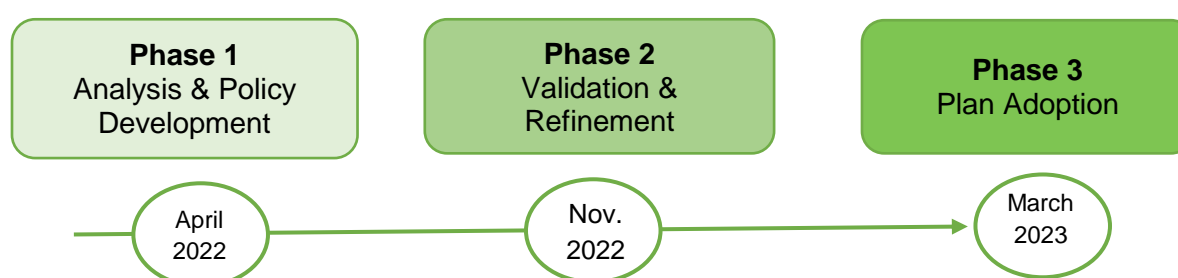 Phase 1
Analysis & Policy
Development
Phase 2
Validation &
Refinement
Phase 3
Plan Adoption
April
2022
Nov.
2022
March
2023